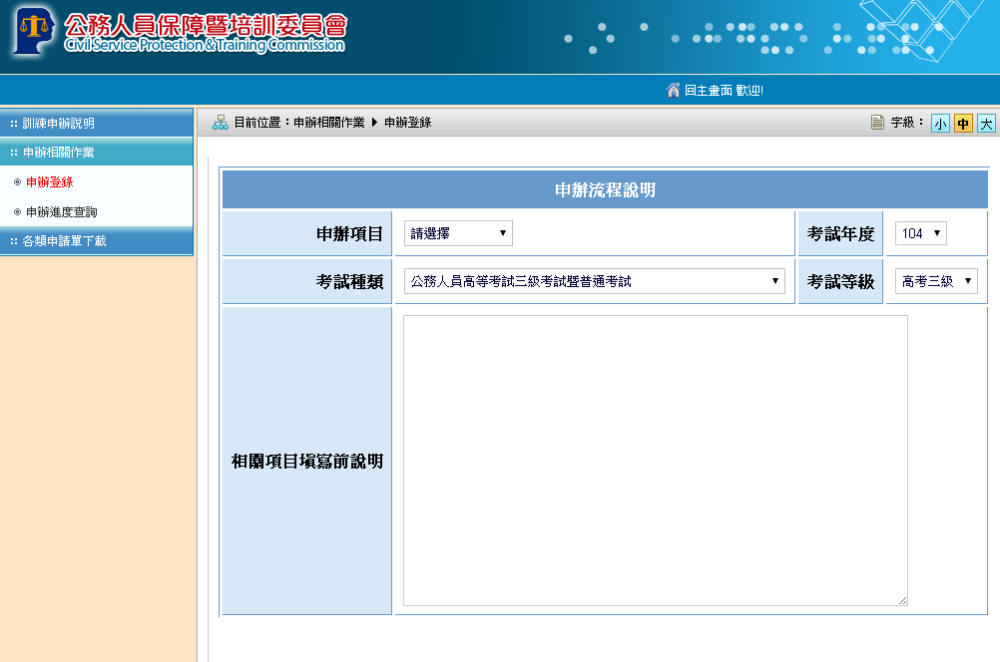 公務人員保障暨培訓委員會
Civil Service Protection & Training Commission
回主畫面 歡迎!
:: 訓練申辦說明
目前位置：申辦相關作業 ▶ 申辦登錄
字級： 小 中 大
:: 申辦相關作業
申辦登錄
申辦進度查詢
:: 各類申請單下載
申辦流程說明
申辦項目 請選擇 考試年度 104
考試種類 公務人員高等考試三級考試暨普通考試 考試等級 高考三級
相關項目填寫前說明